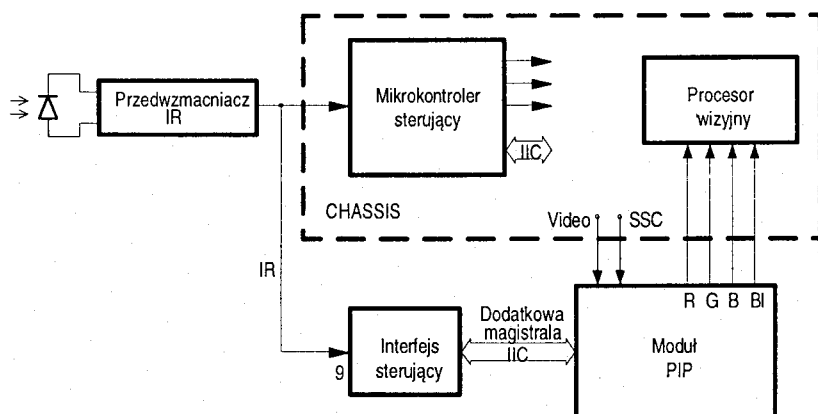 Przedwzmacniacz
IR
Mikrokontroler
sterujący
IIC
Procesor
wizyjny
CHASSIS
Video
SSC
IR
R G B BI
Dodatkowa
magistrala
IIC
9
Interfejs
sterujący
Moduł
PIP